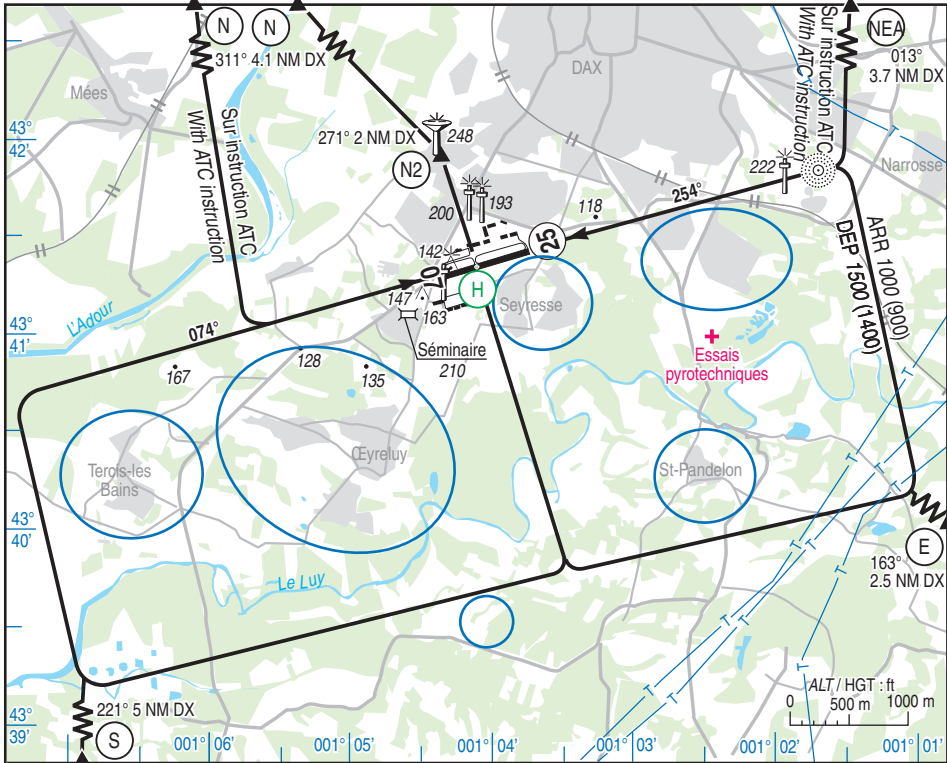 N
N
311° 4.1 NM DX
Mées
Sur instruction ATC
With ATC instruction
DAX
Sur instruction ATC
With ATC instruction
NEA
013°
3.7 NM DX
43°
42'
271° 2 NM DX
248
N2
200
193
118
254°
222
Narrosse
142
07
25
H
147
163
Seyresse
ARR 1000 (900)
DEP 1500 (1400)
L'Adour
43°
41'
074°
Séminaire
210
Essais
pyrotechniques
167
128
135
Tercis-les
Bains
Œyreluy
St-Pandelon
43°
40'
Le Luy
E
163°
2.5 NM DX
221° 5 NM DX
S
43°
39'
ALT / HGT : ft
0
500 m
1000 m
001° 06'
001° 05'
001° 04'
001° 03'
001° 02'
001° 01'